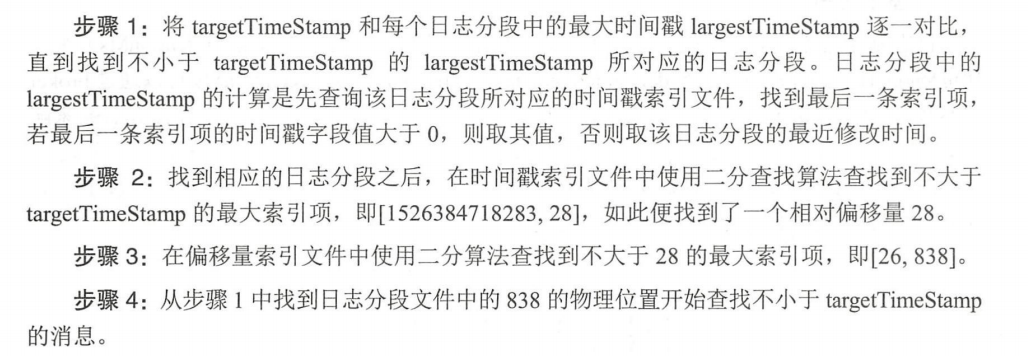 步骤 1：将 targetTimeStamp 和每个日志分段中的最大时间戳 largestTimeStamp 逐一对比，
直到找到不小于 targetTimeStamp 的 largestTimeStamp 所对应的日志分段。日志分段中的
largestTimeStamp 的计算是先查询该日志分段所对应的时间戳索引文件，找到最后一条索引项，
若最后一条索引项的时间戳字段值大于 0，则取其值，否则取该日志分段的最近修改时间。
步骤 2：找到相应的日志分段之后，在时间戳索引文件中使用二分查找算法查找到不大于
targetTimeStamp 的最大索引项，即[1526384718283, 28]，如此便找到了一个相对偏移量 28。
步骤 3：在偏移量索引文件中使用二分算法查找到不大于 28 的最大索引项，即[26, 838]。
步骤 4：从步骤 1 中找到日志分段文件中的 838 的物理位置开始查找不小于 targetTimeStamp
的消息。